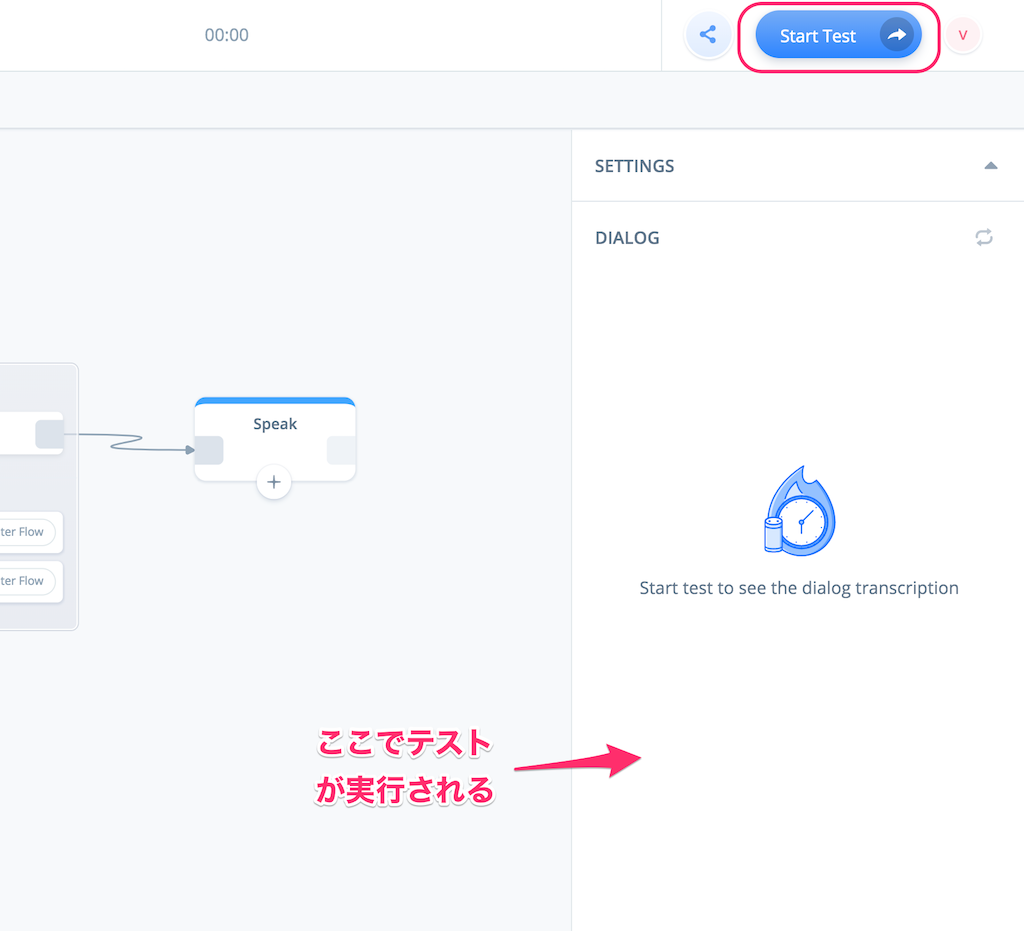 00:00
Start Test
V
SETTINGS
DIALOG
Speak
ter Flow
ter Flow
Start test to see the dialog transcription
ここでテスト
が実行される